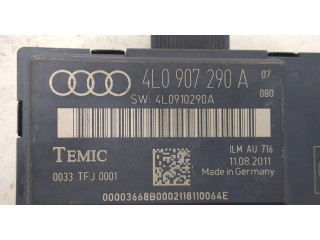 4L0 907 290 A 07
SW: 4L0910290A 080
TEMIC
0033 TFJ 0001
ILM AU 716
11.08.2011
Made in Germany
00003668B0002118110064E